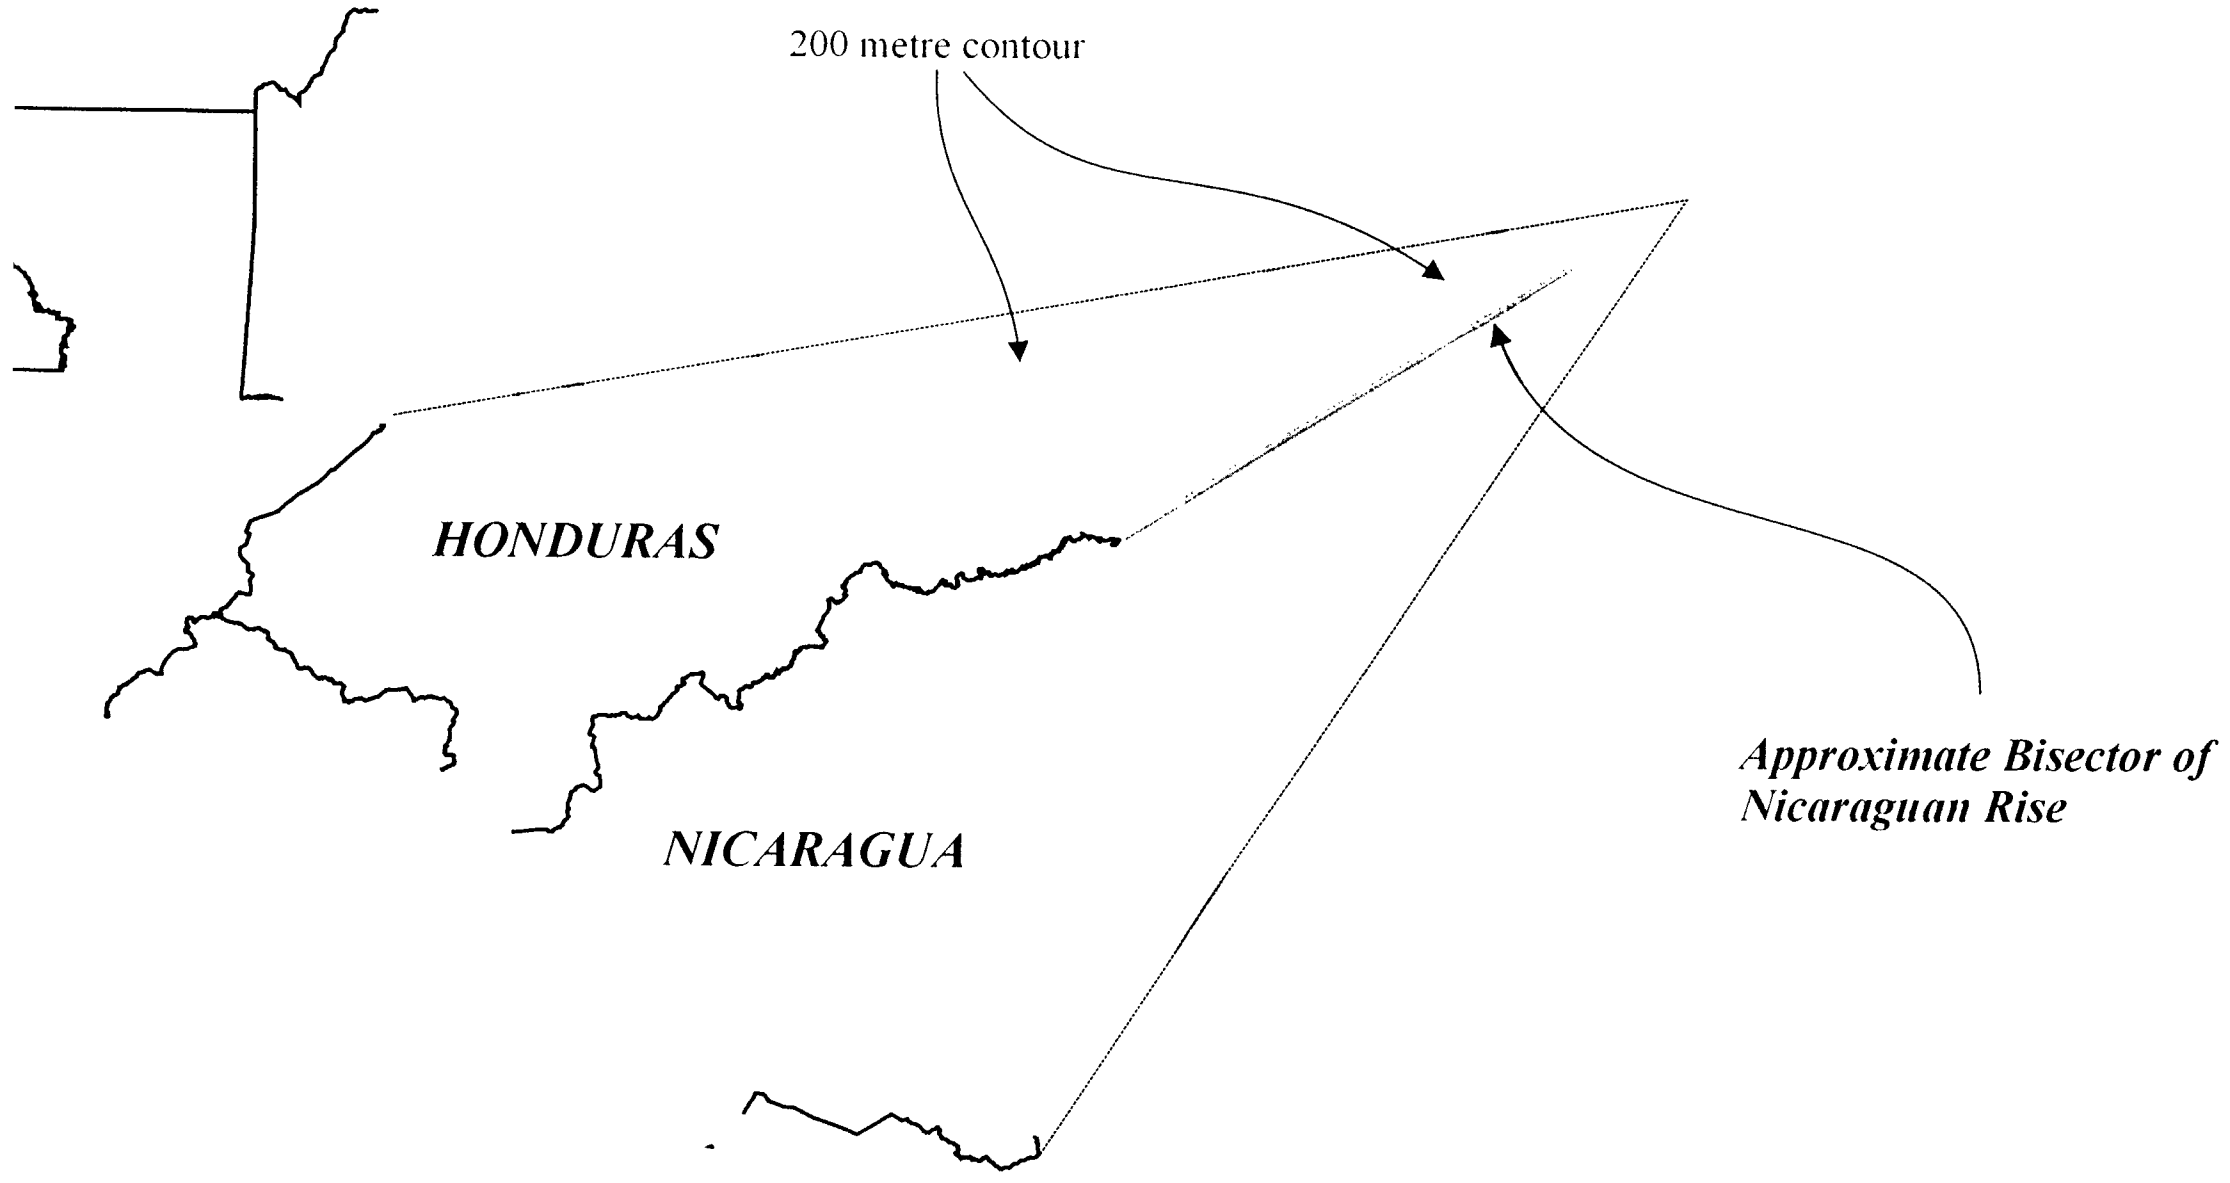 200 metre contour
HONDURAS
Approximate Bisector of
Nicaraguan Rise
NICARAGUA